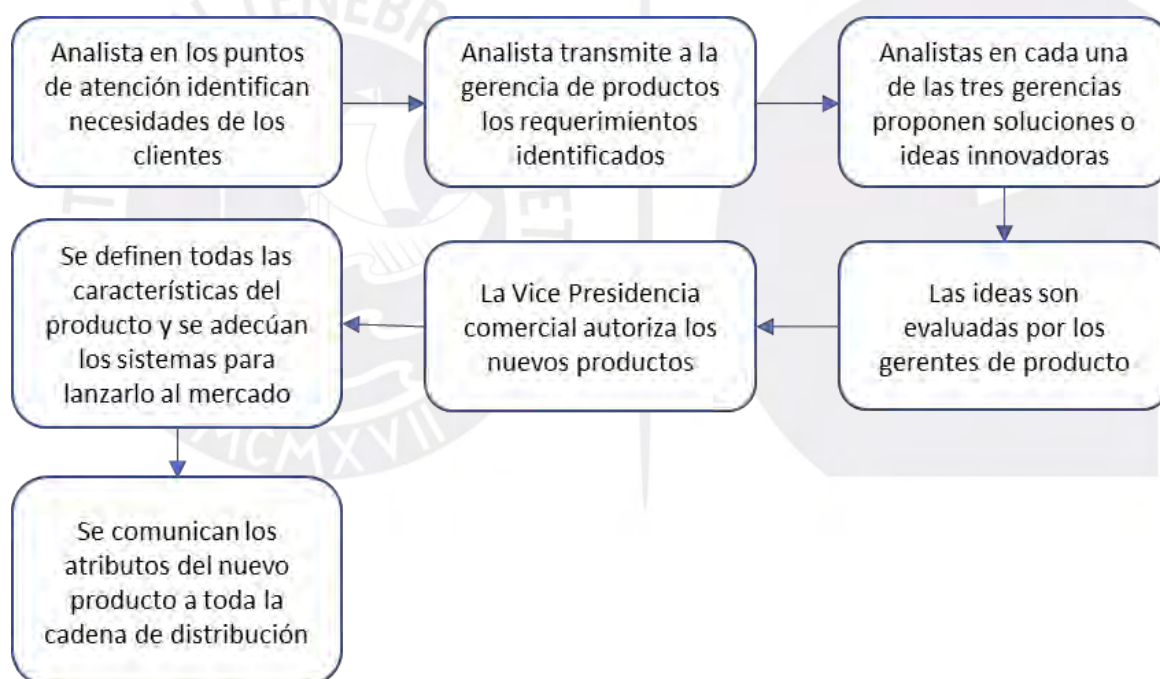 Analista en los puntos
de atención identifican
necesidades de los
clientes
Analista transmite a la
gerencia de productos
los requerimientos
identificados
Analistas en cada una
de las tres gerencias
proponen soluciones o
ideas innovadoras
Las ideas son
evaluadas por los
gerentes de producto
La Vice Presidencia
comercial autoriza los
nuevos productos
Se definen todas las
características del
producto y se adecúan
los sistemas para
lanzarlo al mercado
Se comunican los
atributos del nuevo
producto a toda la
cadena de distribución
MCMXVII